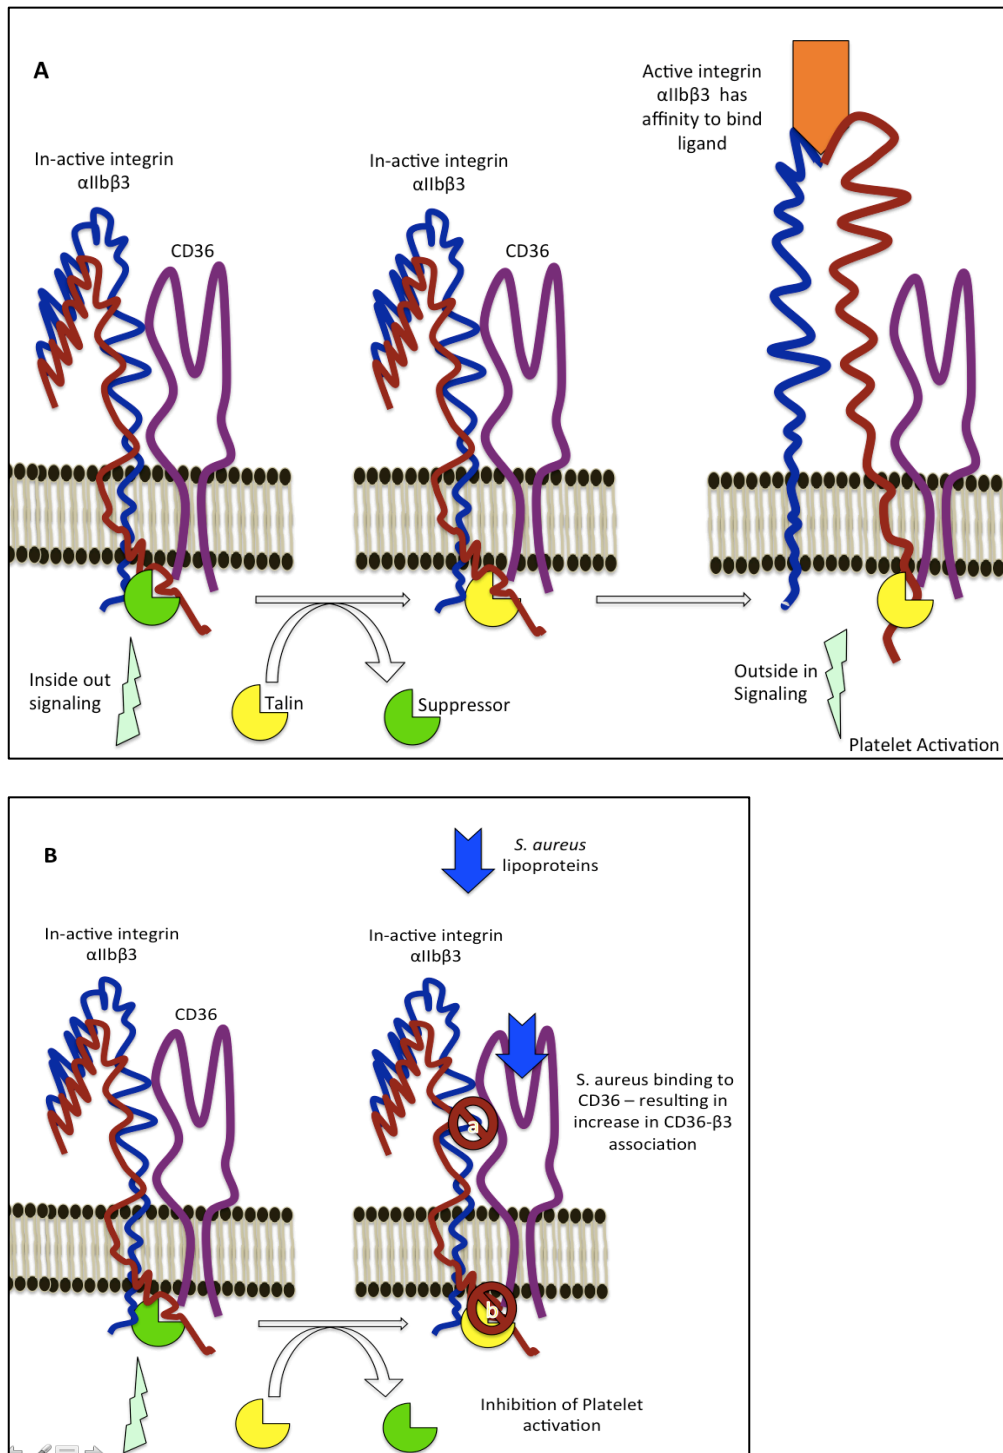 A
In-active integrin
αIIbβ3
CD36
In-active integrin
αIIbβ3
CD36
Active integrin
αIIbβ3 has
affinity to bind
ligand
Inside out
signaling
Talin
Suppressor
Outside in
Signaling
Platelet Activation
B
S. aureus
lipoproteins
In-active integrin
αIIbβ3
CD36
In-active integrin
αIIbβ3
a
S. aureus binding to
CD36 – resulting in
increase in CD36-β3
association
b
Inhibition of Platelet
activation